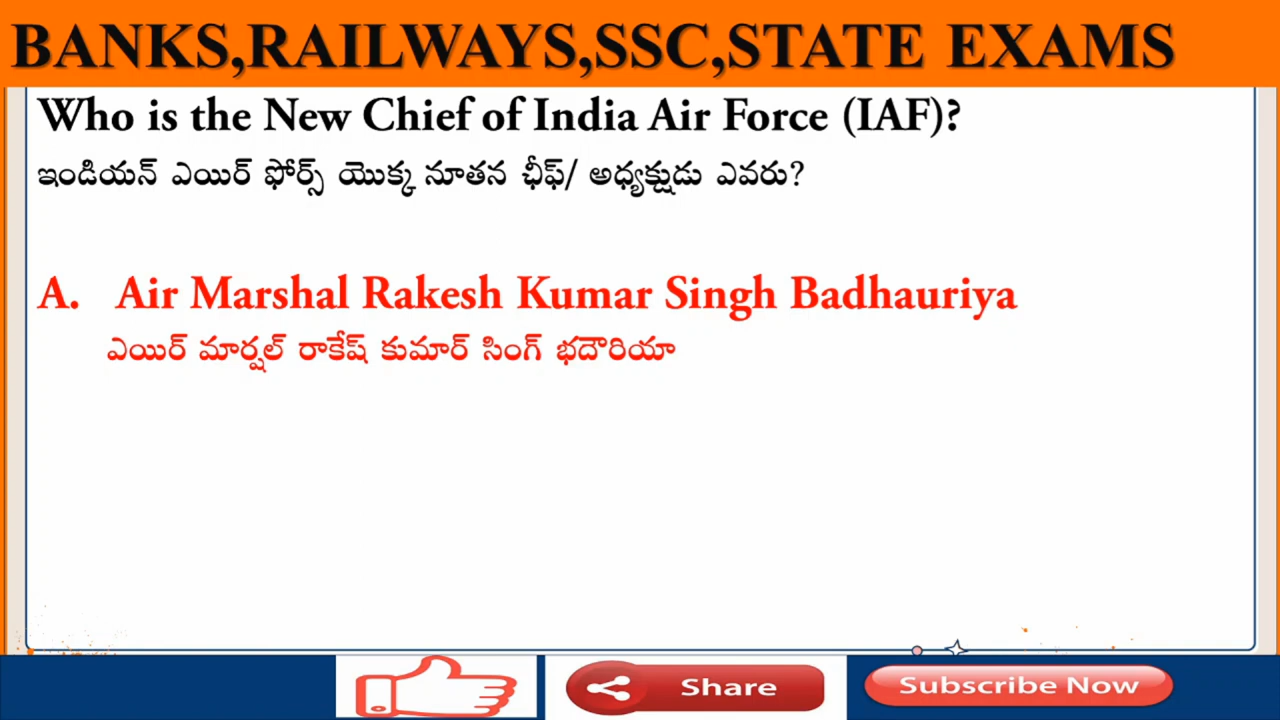 BANKS,RAILWAYS,SSC,STATE EXAMS
Who is the New Chief of India Air Force (IAF)?
ఇండియన్ ఎయిర్ ఫోర్స్ యొక్క నూతన ఛీఫ్/ అధ్యక్షుడు ఎవరు?
A. Air Marshal Rakesh Kumar Singh Badhauriya
ఎయిర్ మార్షల్ రాకేష్ కుమార్ సింగ్ భదౌరియా
Share
Subscribe Now